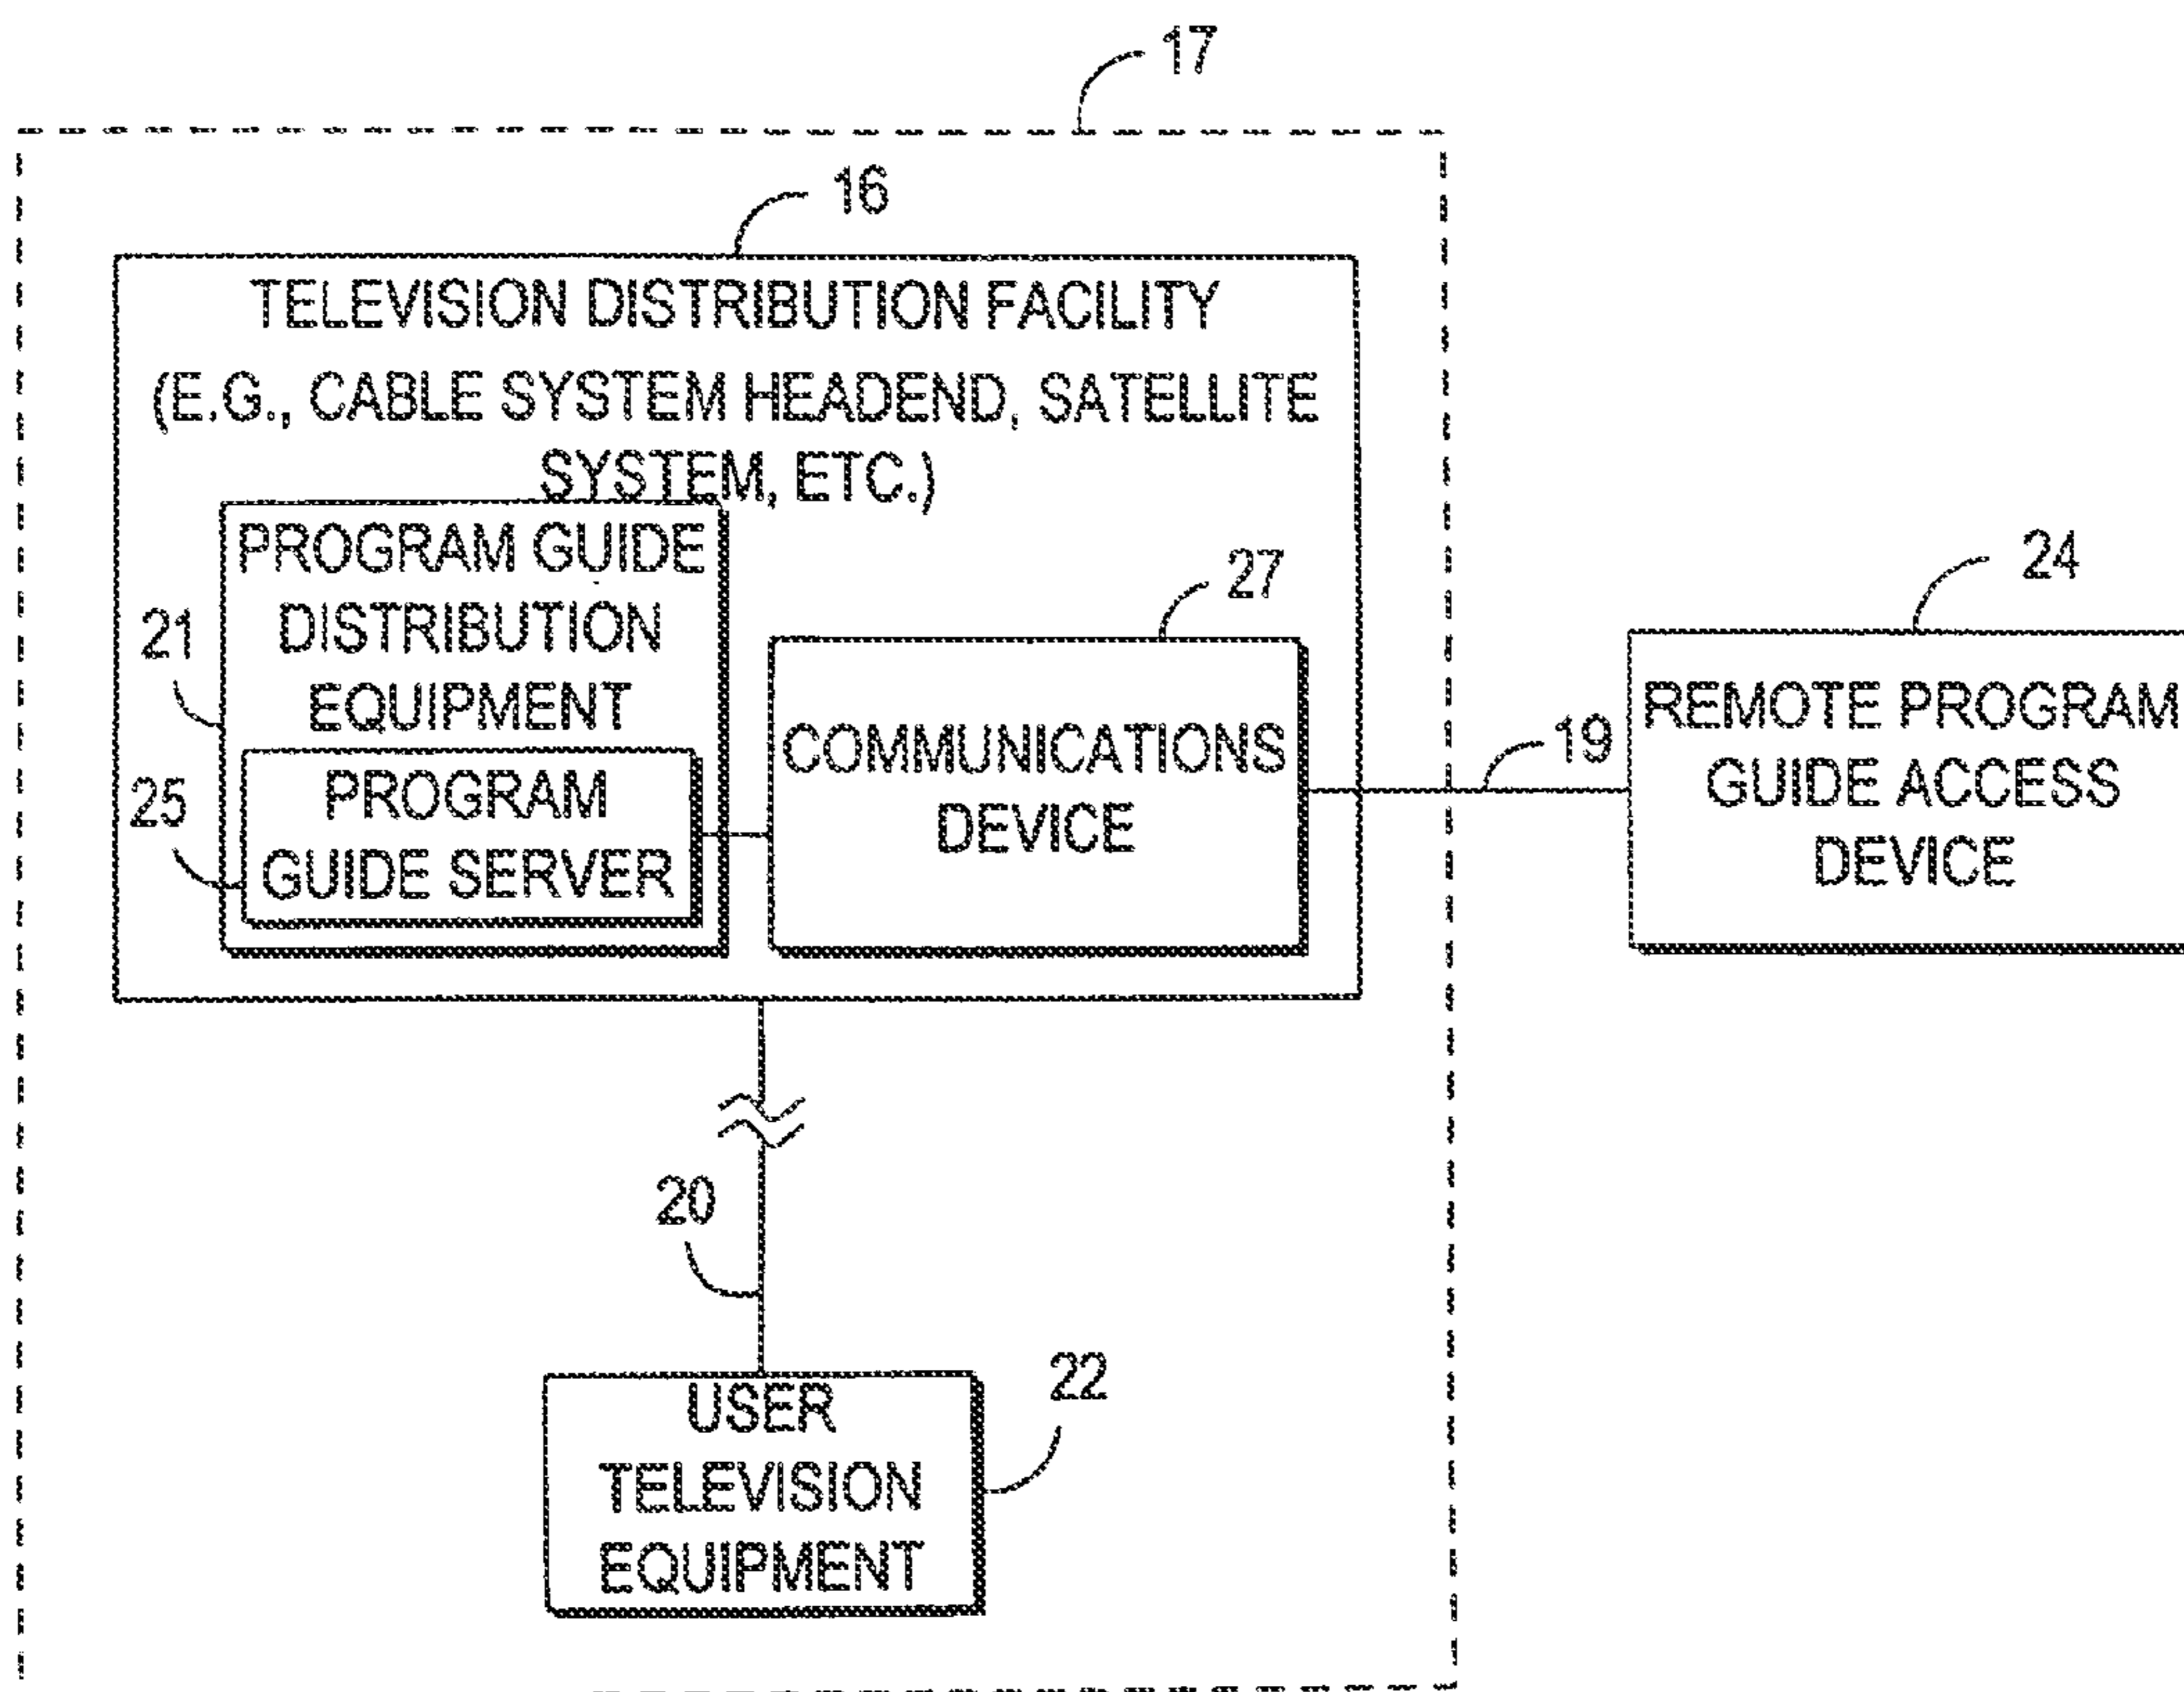 17
16
TELEVISION DISTRIBUTION FACILITY
(E.G., CABLE SYSTEM HEADEND, SATELLITE
SYSTEM, ETC.)
21
PROGRAM GUIDE
DISTRIBUTION
EQUIPMENT
25
PROGRAM
GUIDE SERVER
27
COMMUNICATIONS
DEVICE
19
24
REMOTE PROGRAM
GUIDE ACCESS
DEVICE
20
22
USER
TELEVISION
EQUIPMENT